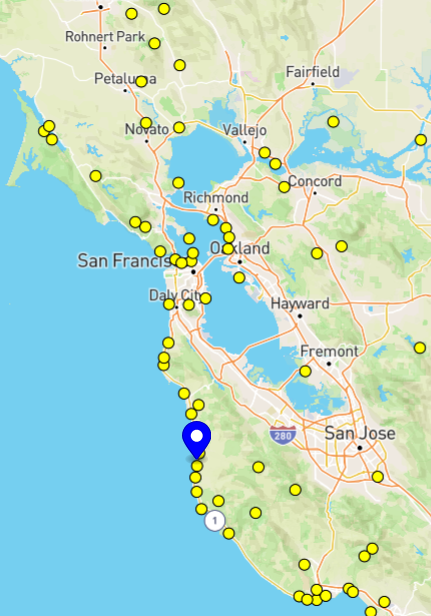 Rohnert Park
Petaluma
Fairfield
Novato
Vallejo
Concord
Richmond
San Francis
Oakland
Daly City
Hayward
Fremont
280
San Jose
1